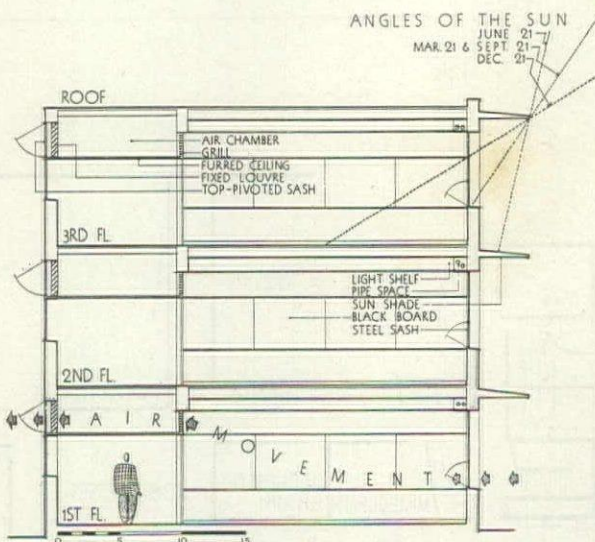 ANGLES OF THE SUN
JUNE 21
MAR. 21 & SEPT. 21
DEC. 21
ROOF
AIR CHAMBER
GRILL
FURRED CEILING
FIXED LOUVRE
TOP-PIVOTED SASH
3RD FL.
LIGHT SHELF
PIPE SPACE
SUN SHADE
BLACK BOARD
STEEL SASH
2ND FL.
AIR MOVEMENT
1ST FL.
0 5 10 15